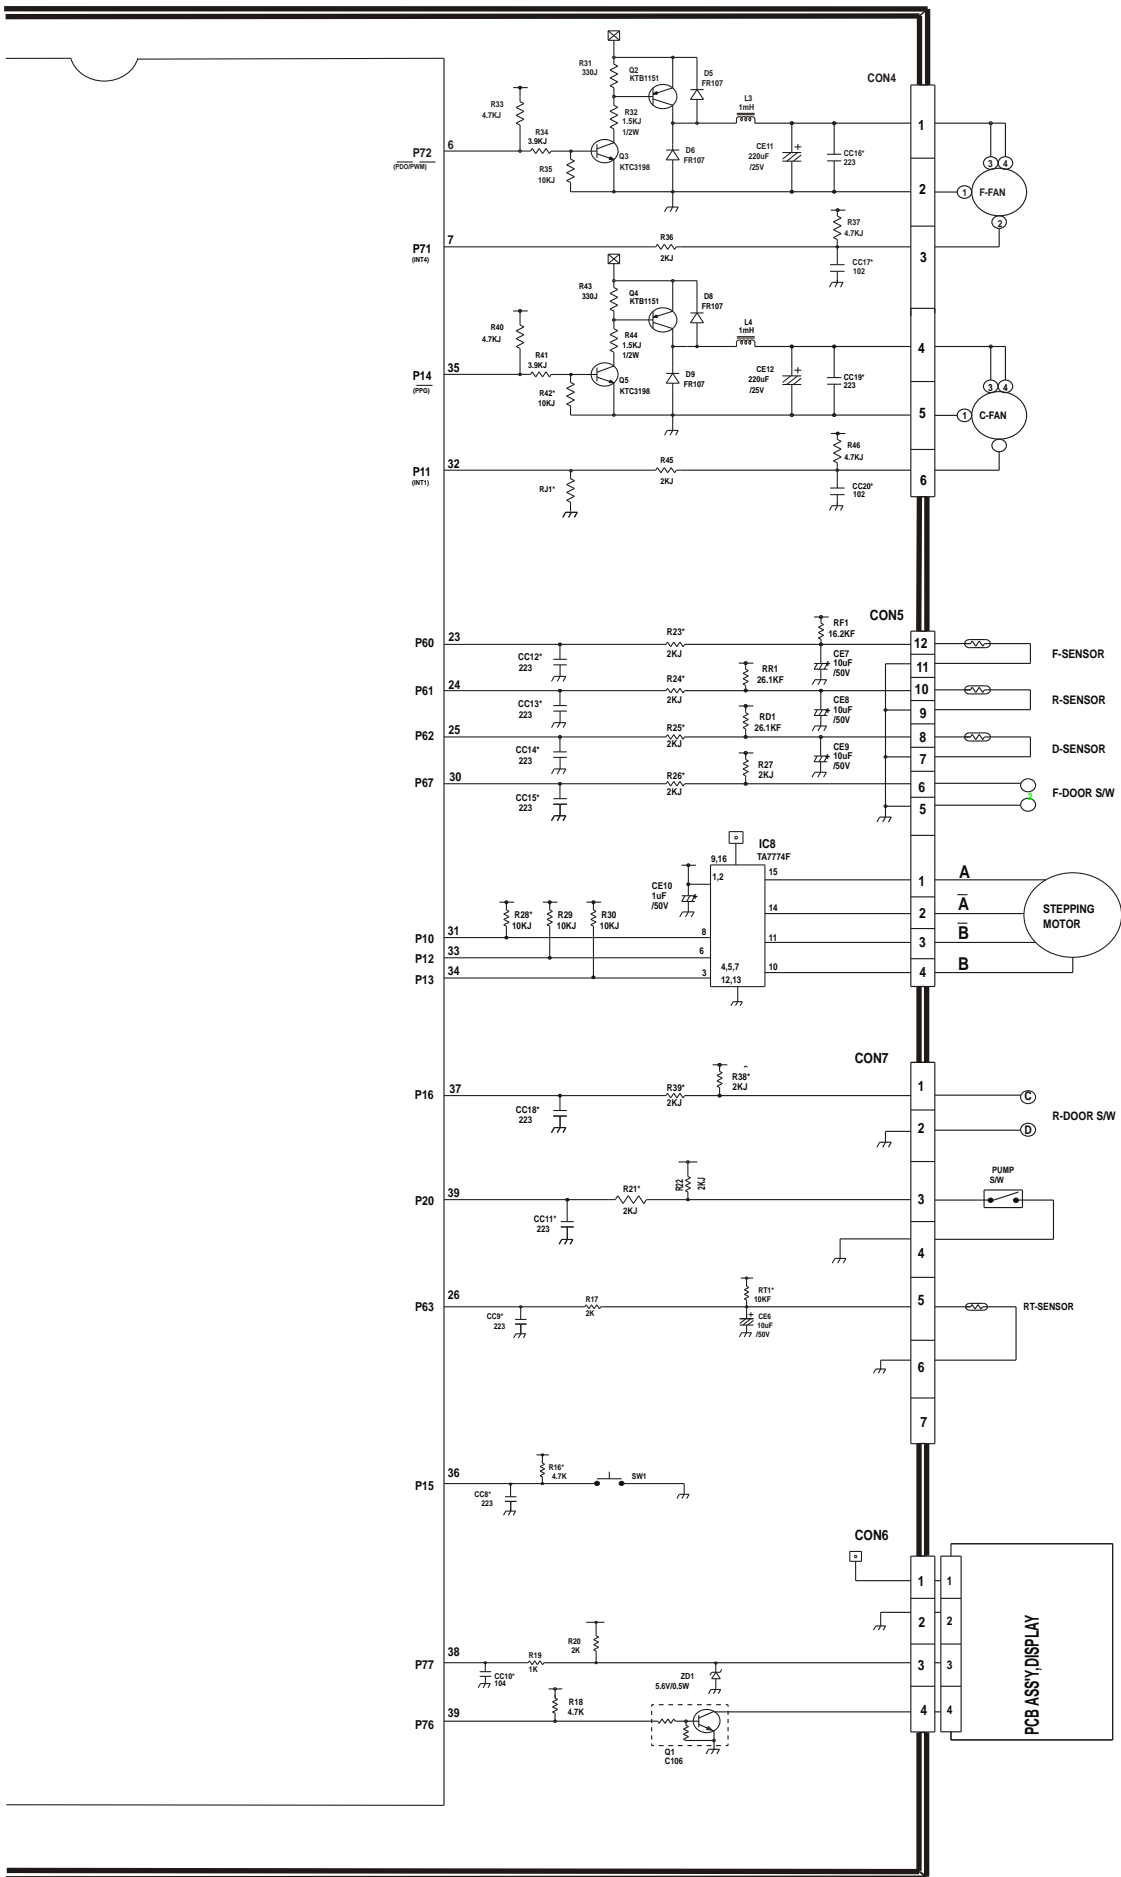 R31
330J
Q2
KTB1151
D5
FR107
CON4
L3
1mH
R33
4.7KJ
R32
1.5KJ
1/2W
R34
3.9KJ
P72
6
(PDO/PWM)
R35
10KJ
Q3
KTC3198
D6
FR107
CE11
220uF
/25V
CC16*
223
1
2
3 4
1 F-FAN
2
R37
4.7KJ
P71
7
(INT4)
R36
2KJ
CC17*
102
3
R43
330J
Q4
KTB1151
D8
FR107
L4
1mH
R40
4.7KJ
R44
1.5KJ
1/2W
R41
3.9KJ
P14
35
(PPG)
R42*
10KJ
Q5
KTC3198
D9
FR107
CE12
220uF
/25V
CC19*
223
4
5
3 4
1 C-FAN
R46
4.7KJ
P11
32
(INT1)
R45
2KJ
RJ1*
CC20*
102
6
CON5
RF1
16.2KF
P60
23
R23*
2KJ
CC12*
223
CE7
10uF
/50V
12
11
F-SENSOR
RR1
26.1KF
P61
24
R24*
2KJ
CC13*
223
CE8
10uF
/50V
10
9
R-SENSOR
RD1
26.1KF
P62
25
R25*
2KJ
CC14*
223
CE9
10uF
/50V
8
7
D-SENSOR
R27
2KJ
P67
30
R26*
2KJ
CC15*
223
6
5
2
F-DOOR S/W
IC8
TA7774F
9,16
1,2
CE10
1uF
/50V
15
14
11
10
8
6
3
4,5,7
12,13
R28*
10KJ
R29
10KJ
R30
10KJ
P10
31
P12
33
P13
34
1
2
3
4
A
A
B
B
STEPPING
MOTOR
CON7
R38*
2KJ
P16
37
R39*
2KJ
CC18*
223
1
2
C
D
R-DOOR S/W
R22
2KJ
P20
39
R21*
2KJ
CC11*
223
3
4
PUMP
S/W
RT1*
10KF
P63
26
R17
2K
CC9*
223
CE6
10uF
/50V
5
6
7
RT-SENSOR
P15
36
R16*
4.7K
SW1
CC8*
223
CON6
1
2
3
4
1
2
3
4
PCB ASS'Y,DISPLAY
P77
38
R20
2K
R19
1K
CC10*
104
ZD1
5.6V/0.5W
P76
39
R18
4.7K
Q1
C106